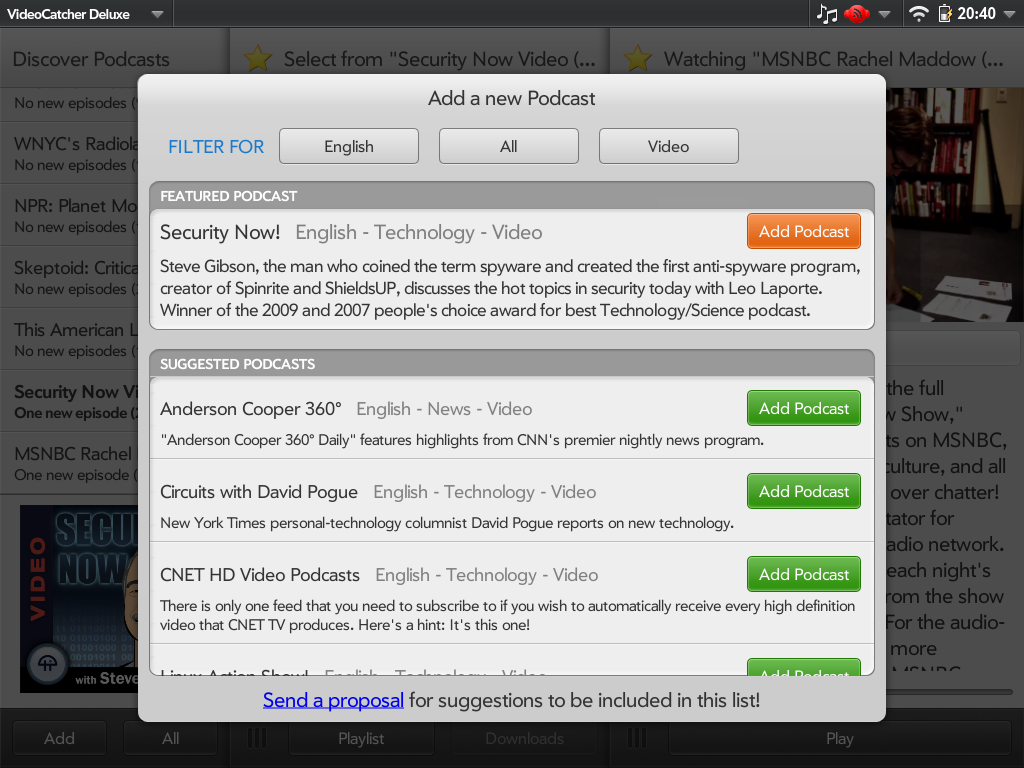 VideoCatcher Deluxe
20:40
Discover Podcasts
Select from "Security Now Video (...
Watching "MSNBC Rachel Maddow (...
No new episodes (
WNYC's Radiola
No new episodes (
NPR: Planet Mo
No new episodes (
Skeptoid: Critica
No new episodes (
This American L
No new episodes (
Security Now Vi
One new episode (
MSNBC Rachel
One new episode (
VIDEO
SECUR
NOW
with Steve
Add a new Podcast
FILTER FOR
English
All
Video
FEATURED PODCAST
Security Now! English - Technology - Video
Add Podcast
Steve Gibson, the man who coined the term spyware and created the first anti-spyware program,
creator of Spinrite and ShieldsUP, discusses the hot topics in security today with Leo Laporte.
Winner of the 2009 and 2007 people's choice award for best Technology/Science podcast.
SUGGESTED PODCASTS
Anderson Cooper 360° English - News - Video
Add Podcast
"Anderson Cooper 360° Daily" features highlights from CNN's premier nightly news program.
Circuits with David Pogue English - Technology - Video
Add Podcast
New York Times personal-technology columnist David Pogue reports on new technology.
CNET HD Video Podcasts English - Technology - Video
Add Podcast
There is only one feed that you need to subscribe to if you wish to automatically receive every high definition
video that CNET TV produces. Here's a hint: It's this one!
Linux Action Show! English - Technology - Video
Add Podcast
Send a proposal for suggestions to be included in this list!
the full
w Show,"
ts on MSNBC,
culture, and all
over chatter!
tator for
adio network.
each night's
rom the show
For the audio-
more
MSNBC
Add
All
Playlist
Downloads
Play